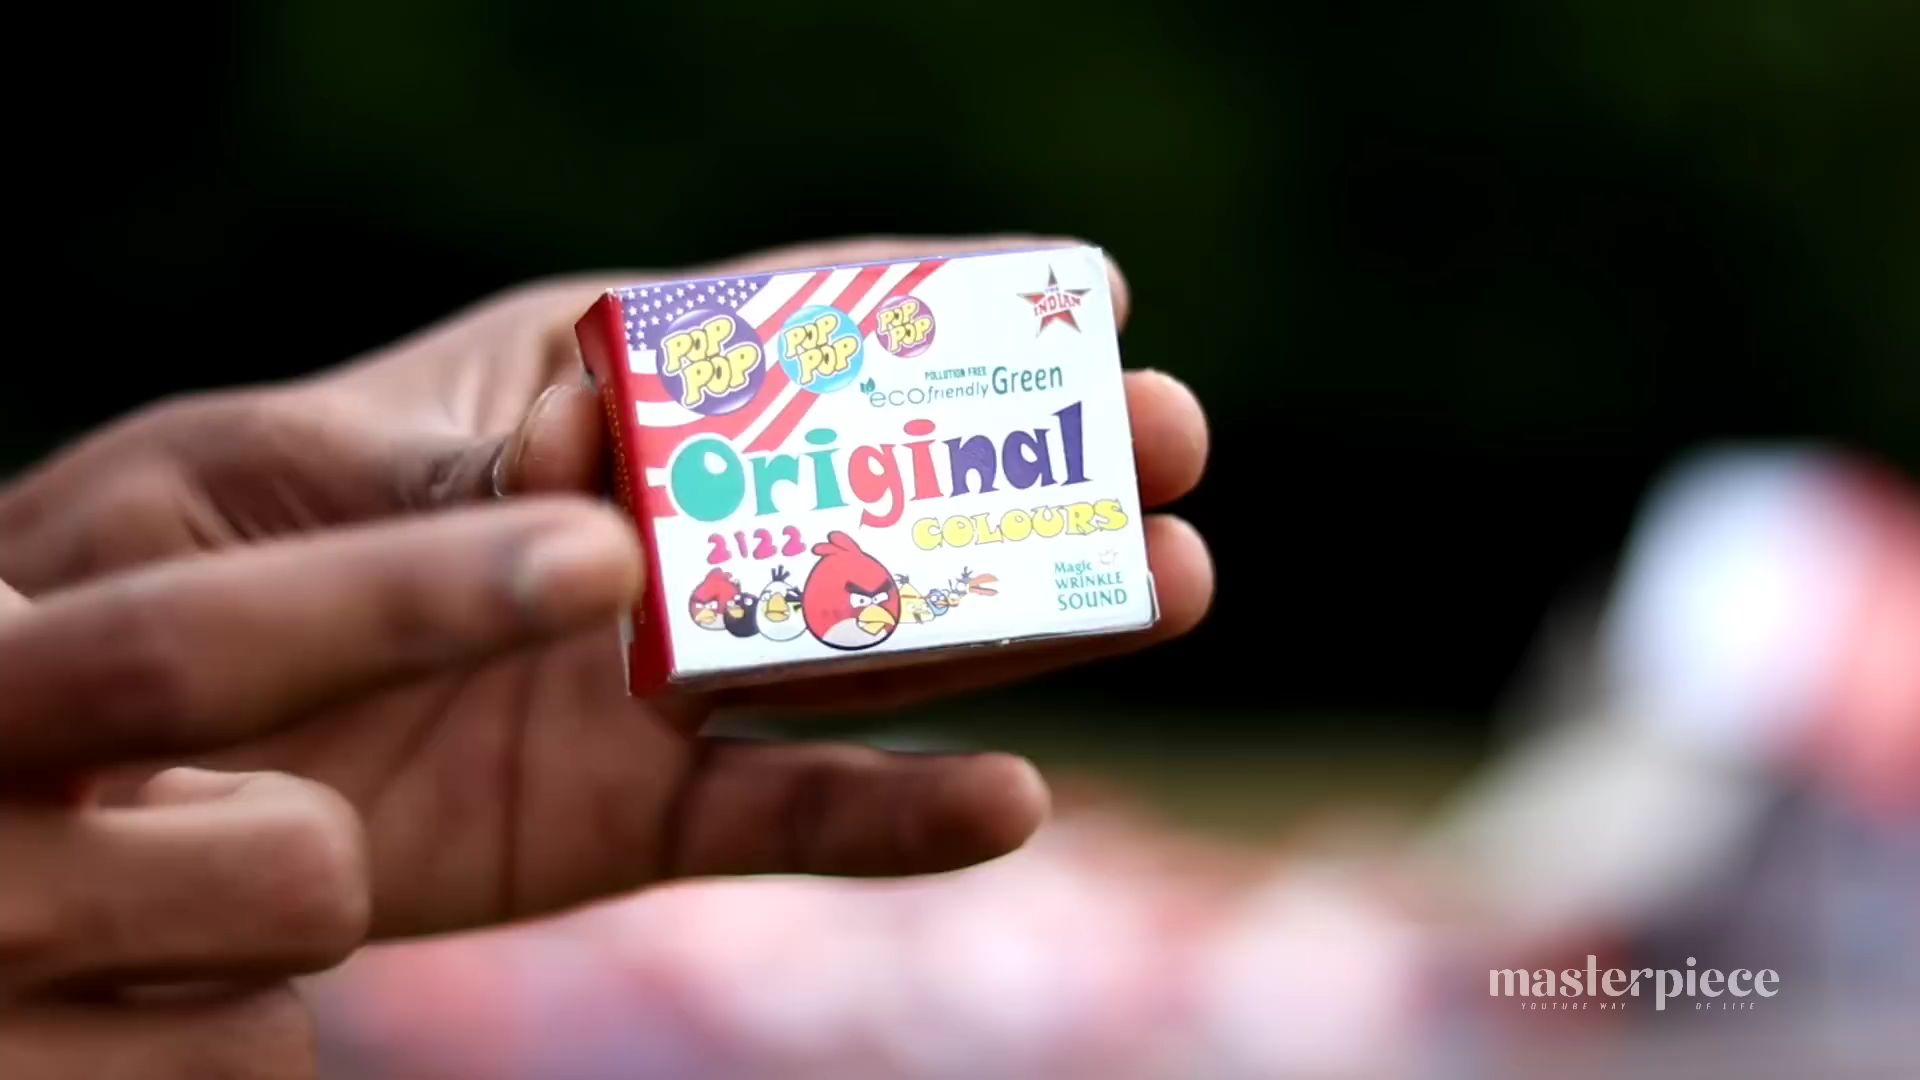 POP POP
POP POP
POP POP
THE INDIAN
POLLUTION FREE
ecofriendly Green
Original
COLOURS
2122
Magic
WRINKLE
SOUND
masterpiece
YOUTUBE WAY OF LIFE